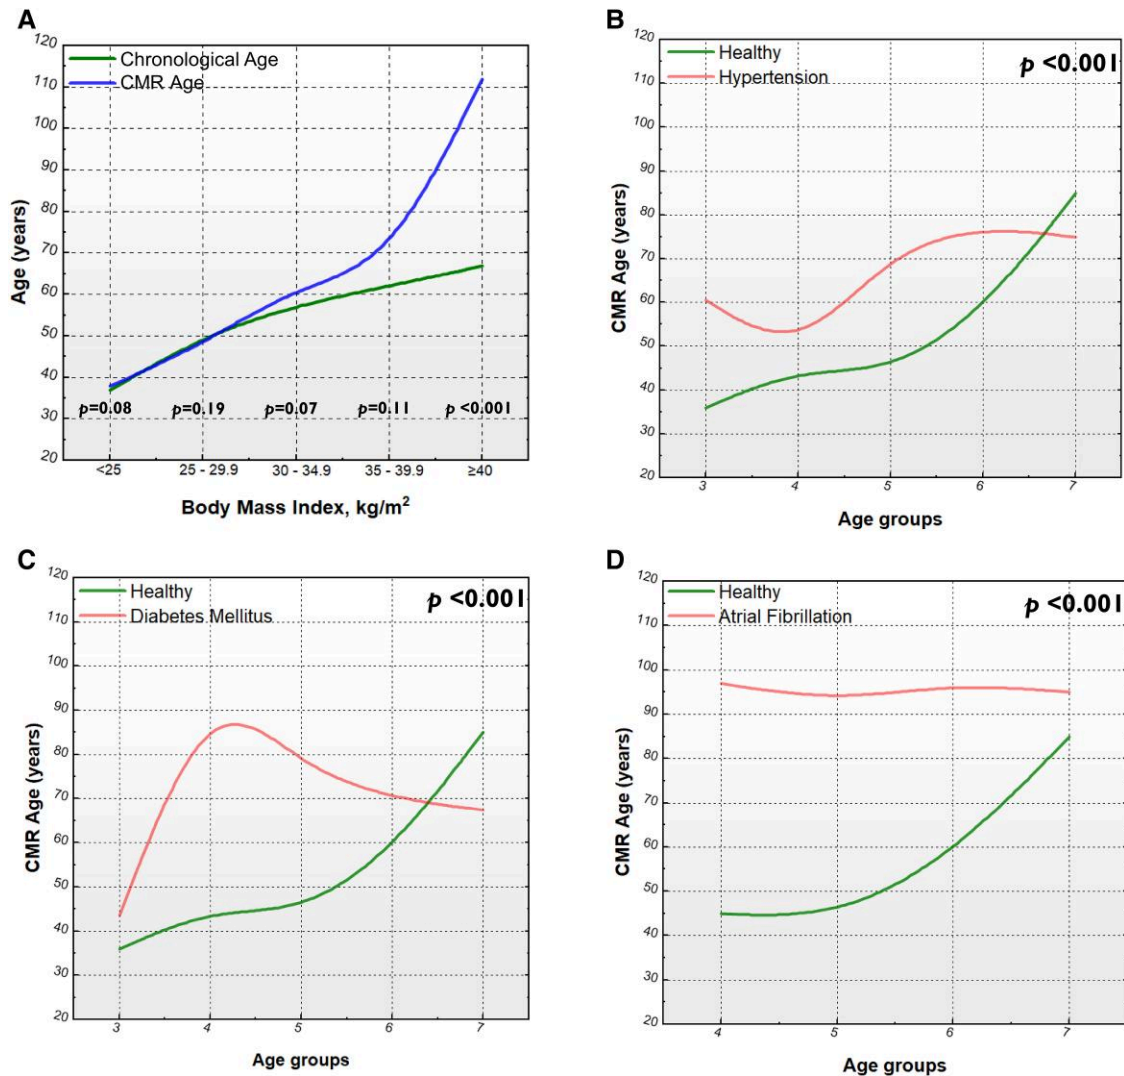 A
120
110
100
90
80
70
60
50
40
30
20
Age (years)
Chronological Age
CMR Age
p=0.08 p=0.19 p=0.07 p=0.11 p <0.001
<25 25 - 29.9 30 - 34.9 35 - 39.9 ≥40
Body Mass Index, kg/m²
B
120
110
100
90
80
70
60
50
40
30
20
CMR Age (years)
Healthy
Hypertension
p <0.001
3 4 5 6 7
Age groups
C
120
110
100
90
80
70
60
50
40
30
20
CMR Age (years)
Healthy
Diabetes Mellitus
p <0.001
3 4 5 6 7
Age groups
D
120
110
100
90
80
70
60
50
40
30
20
CMR Age (years)
Healthy
Atrial Fibrillation
p <0.001
4 5 6 7
Age groups